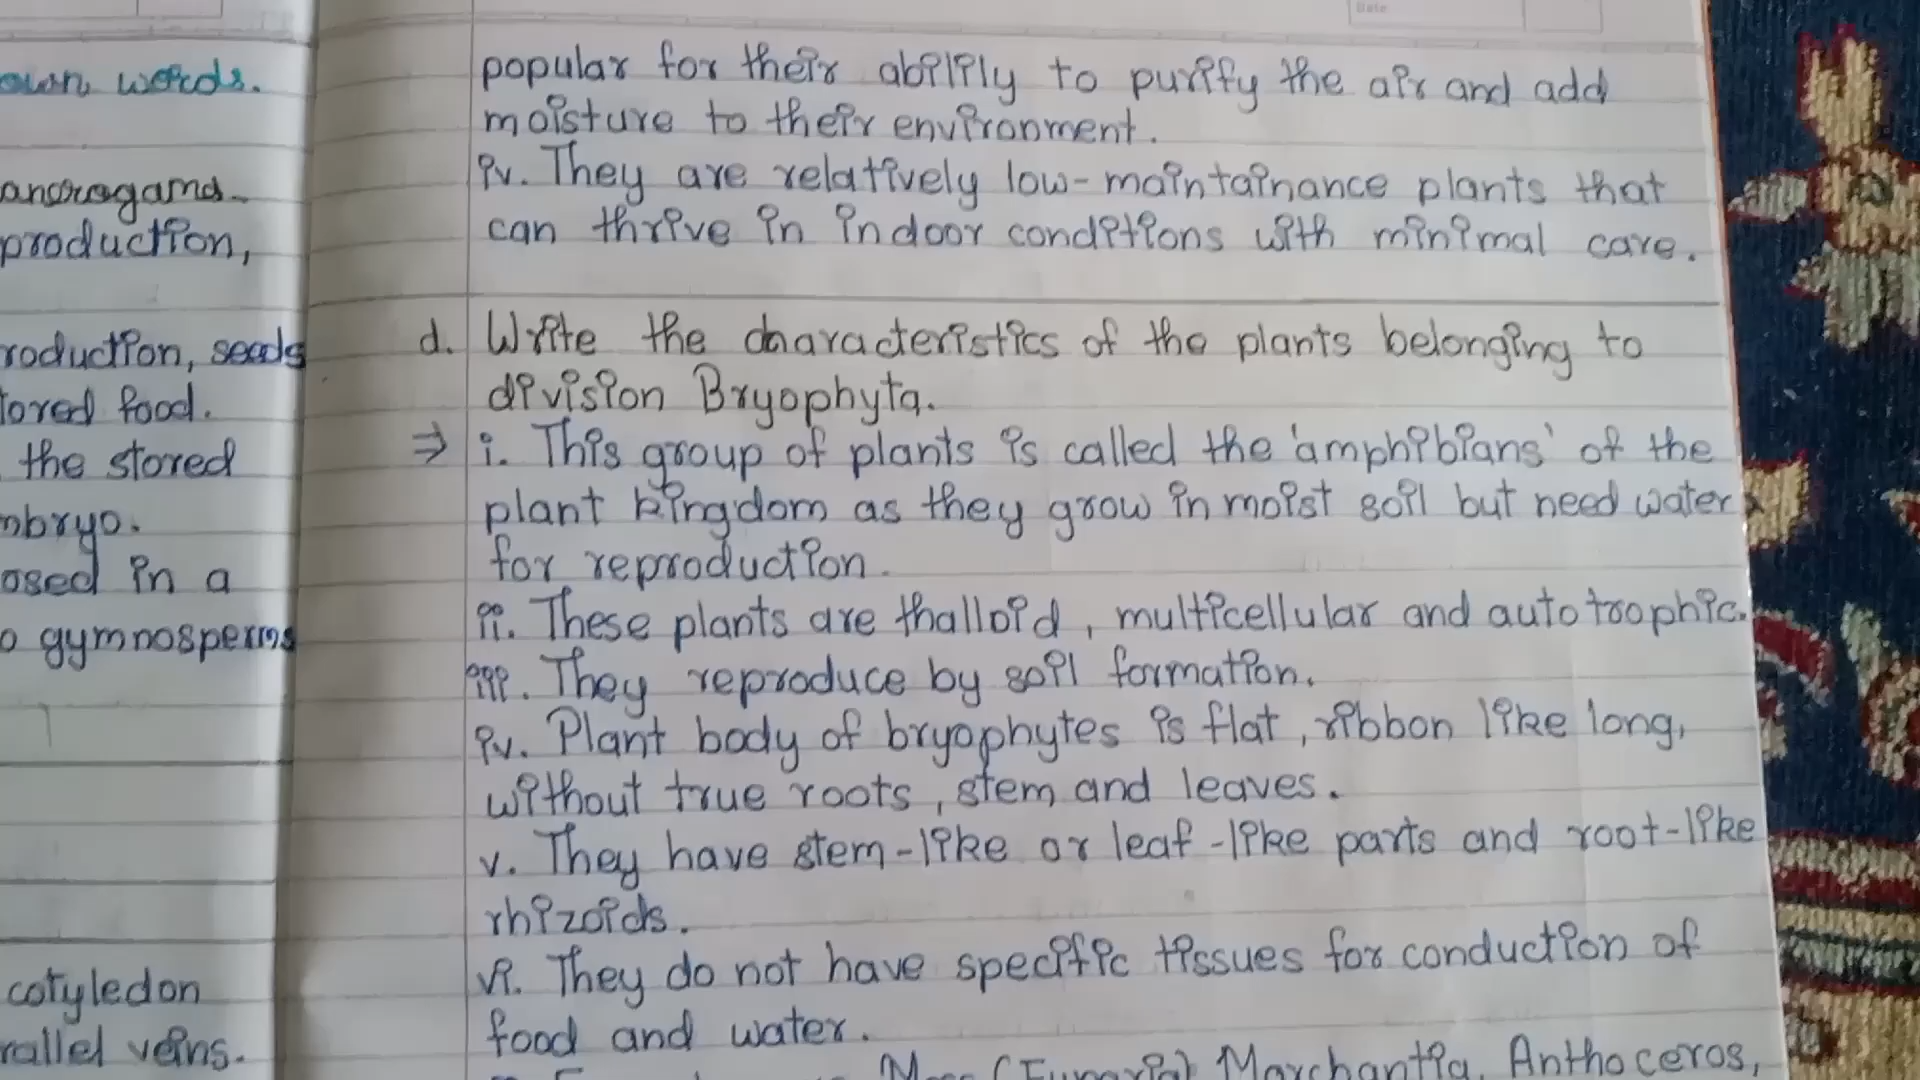 Date
own words.
production,
roduction, seeds
tored food.
the stored
mbryo.
osed in a
o gymnosperms
cotyledon
rallel veins.
popular for their abilily to purify the air and add
moisture to their environment.
iv. They are relatively low-maintainance plants that
can thrive in indoor conditions with minimal care.
d. Write the characteristics of the plants belonging to
division Bryophyta.
⇒ i. This group of plants is called the 'amphibians' of the
plant kingdom as they grow in moist soil but need water
for reproduction.
ii. These plants are thalloid, multicellular and autotrophic.
iii. They reproduce by soil formation.
iv. Plant body of bryophytes is flat, ribbon like long,
without true roots, stem and leaves.
v. They have stem-like or leaf-like parts and root-like
rhizoids.
vi. They do not have specific tissues for conduction of
food and water.
(Funaria) Marchantia, Anthoceros,